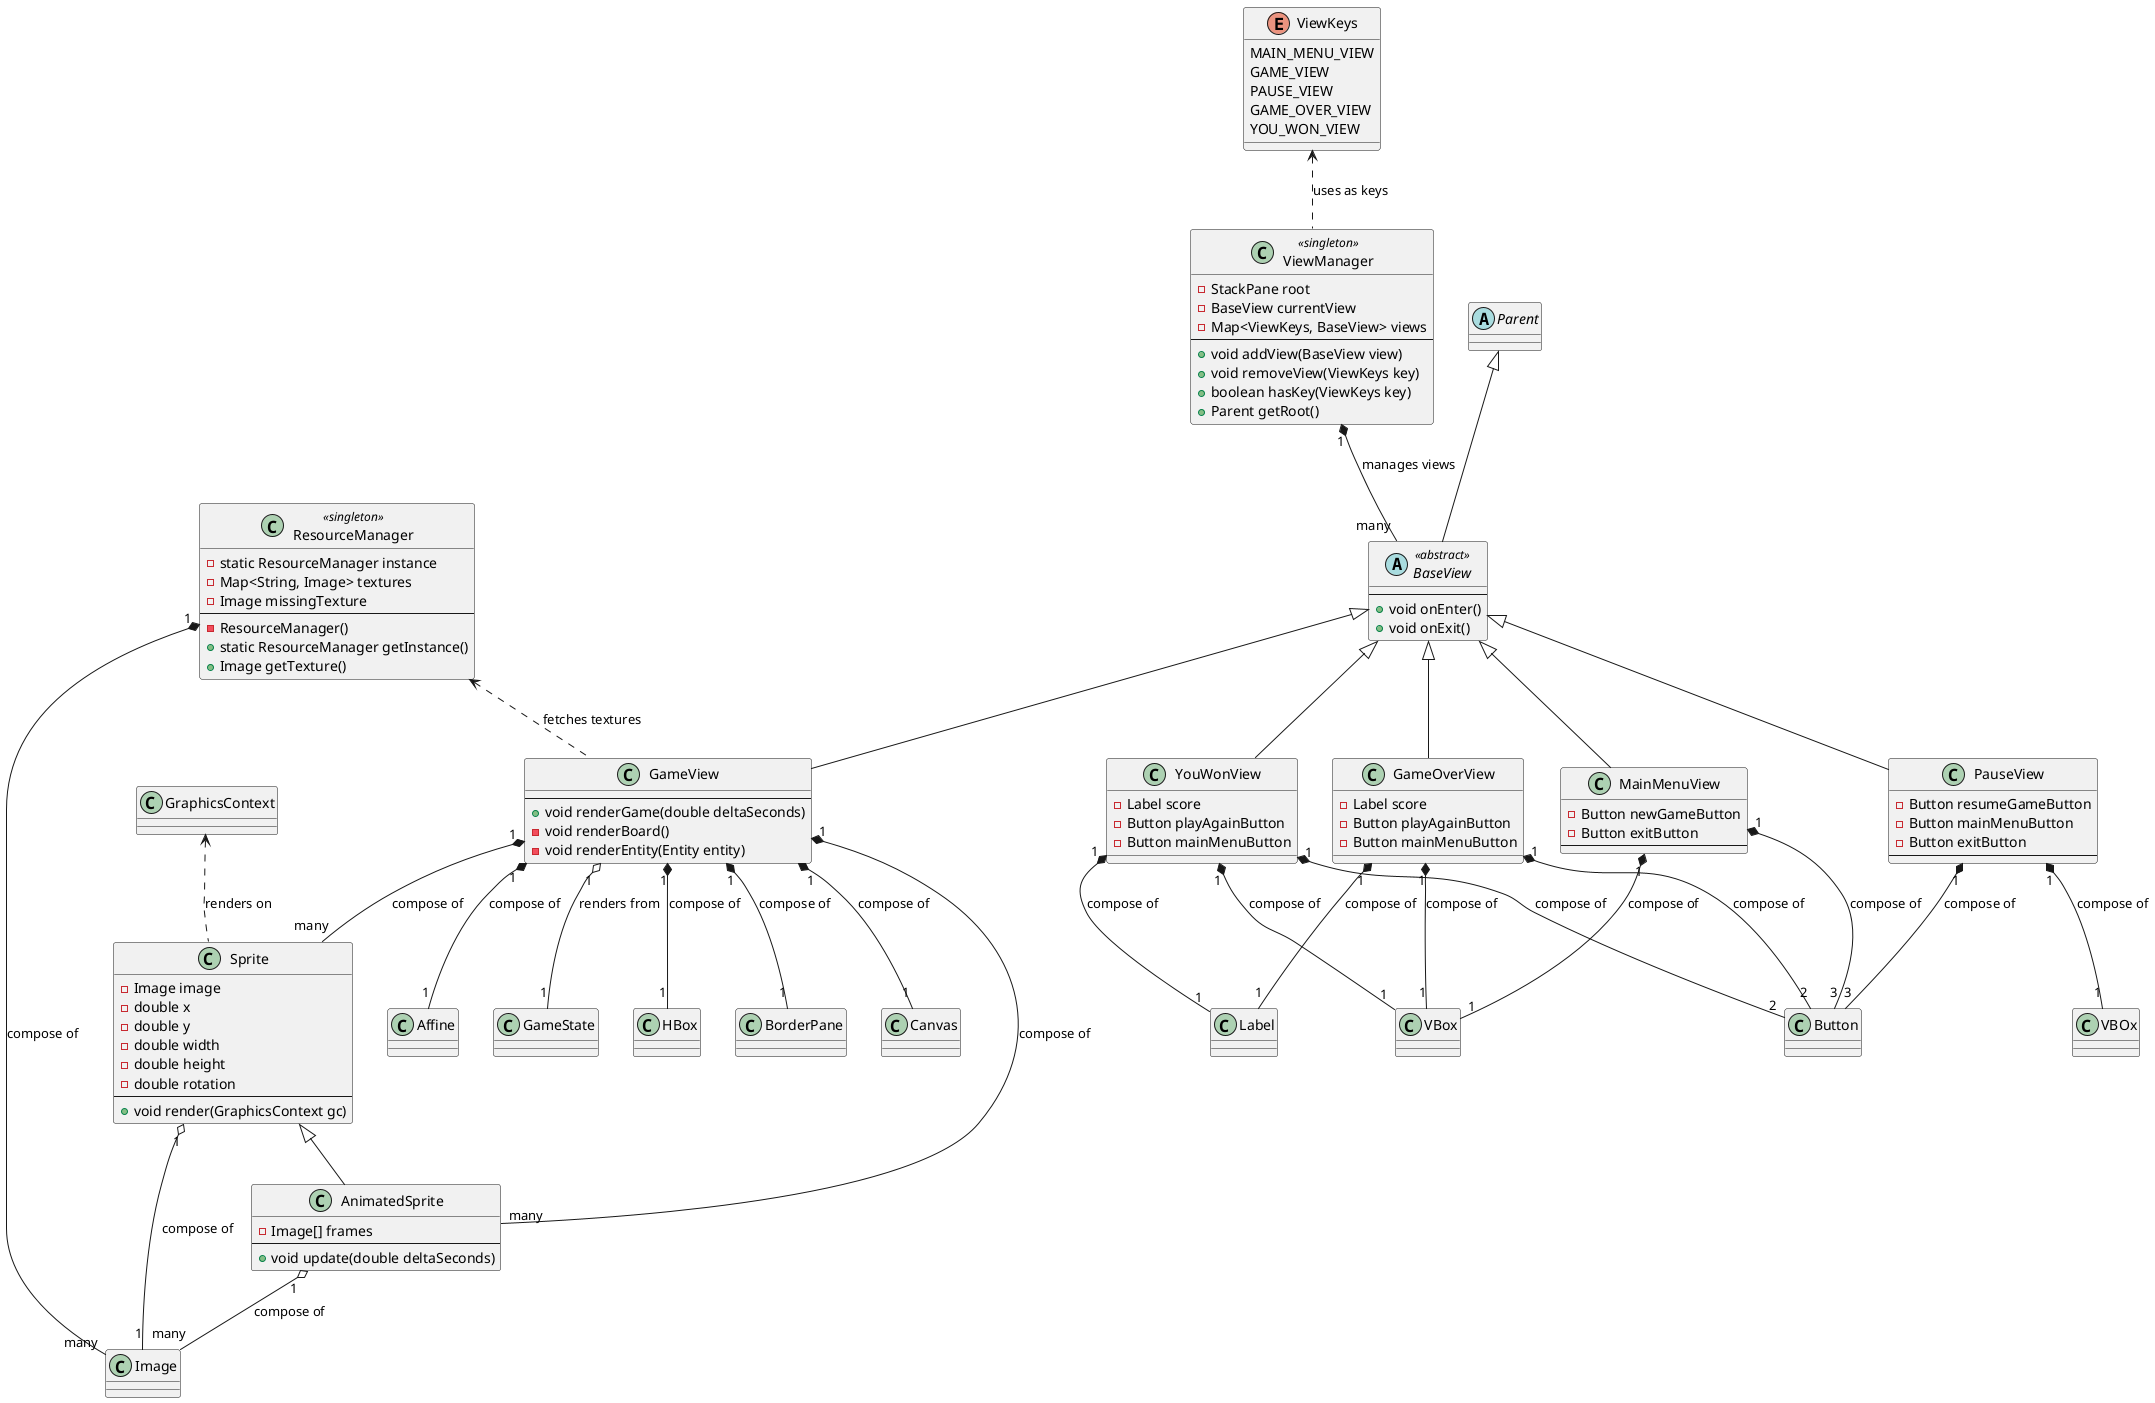 E ViewKeys
MAIN_MENU_VIEW
GAME_VIEW
PAUSE_VIEW
GAME_OVER_VIEW
YOU_WON_VIEW
uses as keys
C «singleton»
ViewManager
StackPane root
BaseView currentView
Map<ViewKeys, BaseView> views
void addView(BaseView view)
void removeView(ViewKeys key)
boolean hasKey(ViewKeys key)
Parent getRoot()
A Parent
1
manages views
many
C «singleton»
ResourceManager
static ResourceManager instance
Map<String, Image> textures
Image missingTexture
ResourceManager()
static ResourceManager getInstance()
Image getTexture()
1
A «abstract»
BaseView
void onEnter()
void onExit()
fetches textures
C GraphicsContext
C GameView
void renderGame(double deltaSeconds)
void renderBoard()
void renderEntity(Entity entity)
C YouWonView
Label score
Button playAgainButton
Button mainMenuButton
C GameOverView
Label score
Button playAgainButton
Button mainMenuButton
C MainMenuView
Button newGameButton
Button exitButton
C PauseView
Button resumeGameButton
Button mainMenuButton
Button exitButton
1 1 1 1 1 1 1
1 1 1 1 1 1 1 1 1 1
renders on
compose of
compose of
renders from
compose of
compose of
compose of
compose of
compose of
compose of
compose of
compose of
compose of
compose of
compose of
compose of
compose of
many
C Sprite
Image image
double x
double y
double width
double height
double rotation
void render(GraphicsContext gc)
1 1 1 1 1
1 1 1 1 2 2 3 3 1
C Affine
C GameState
C HBox
C BorderPane
C Canvas
C Label
C VBox
C Button
C VBOx
compose of
compose of
1
C AnimatedSprite
Image[] frames
void update(double deltaSeconds)
many
compose of
1
compose of
many
1
many
C Image